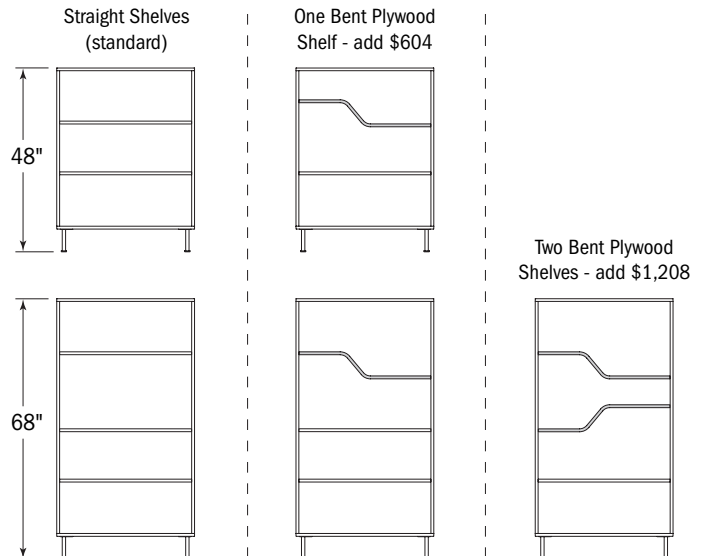 Straight Shelves
(standard)
One Bent Plywood
Shelf - add $604
48"
Two Bent Plywood
Shelves - add $1,208
68"